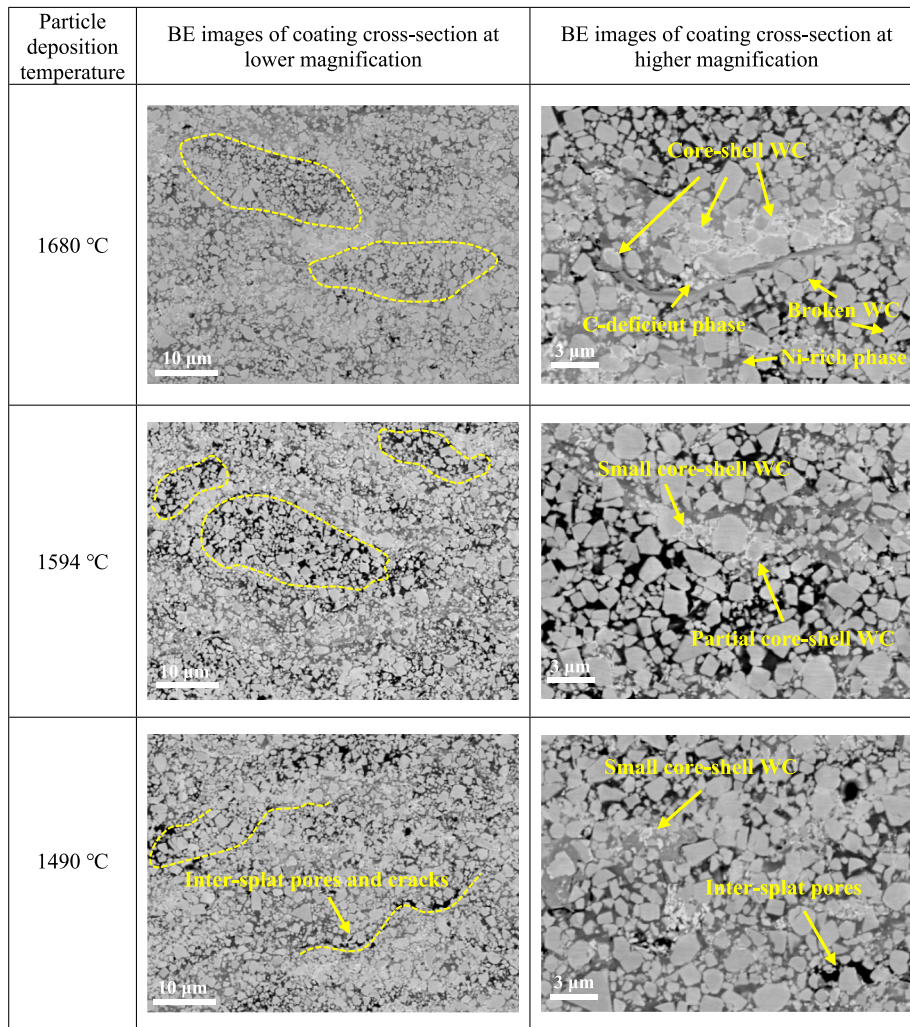 Particle
deposition
temperature
BE images of coating cross-section at
lower magnification
BE images of coating cross-section at
higher magnification
1680 °C
10 µm
Core-shell WC
C-deficient phase
Broken WC
Ni-rich phase
3 µm
1594 °C
10 µm
Small core-shell WC
Partial core-shell WC
3 µm
1490 °C
Inter-splat pores and cracks
10 µm
Small core-shell WC
Inter-splat pores
3 µm